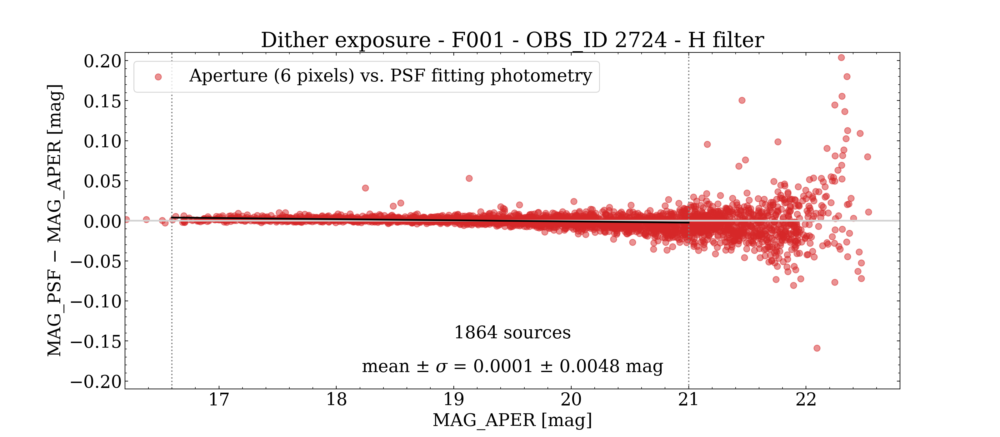 Dither exposure - F001 - OBS_ID 2724 - H filter
Aperture (6 pixels) vs. PSF fitting photometry
MAG_PSF − MAG_APER [mag]
0.20
0.15
0.10
0.05
0.00
−0.05
−0.10
−0.15
−0.20
1864 sources
mean ± σ = 0.0001 ± 0.0048 mag
17 18 19 20 21 22
MAG_APER [mag]